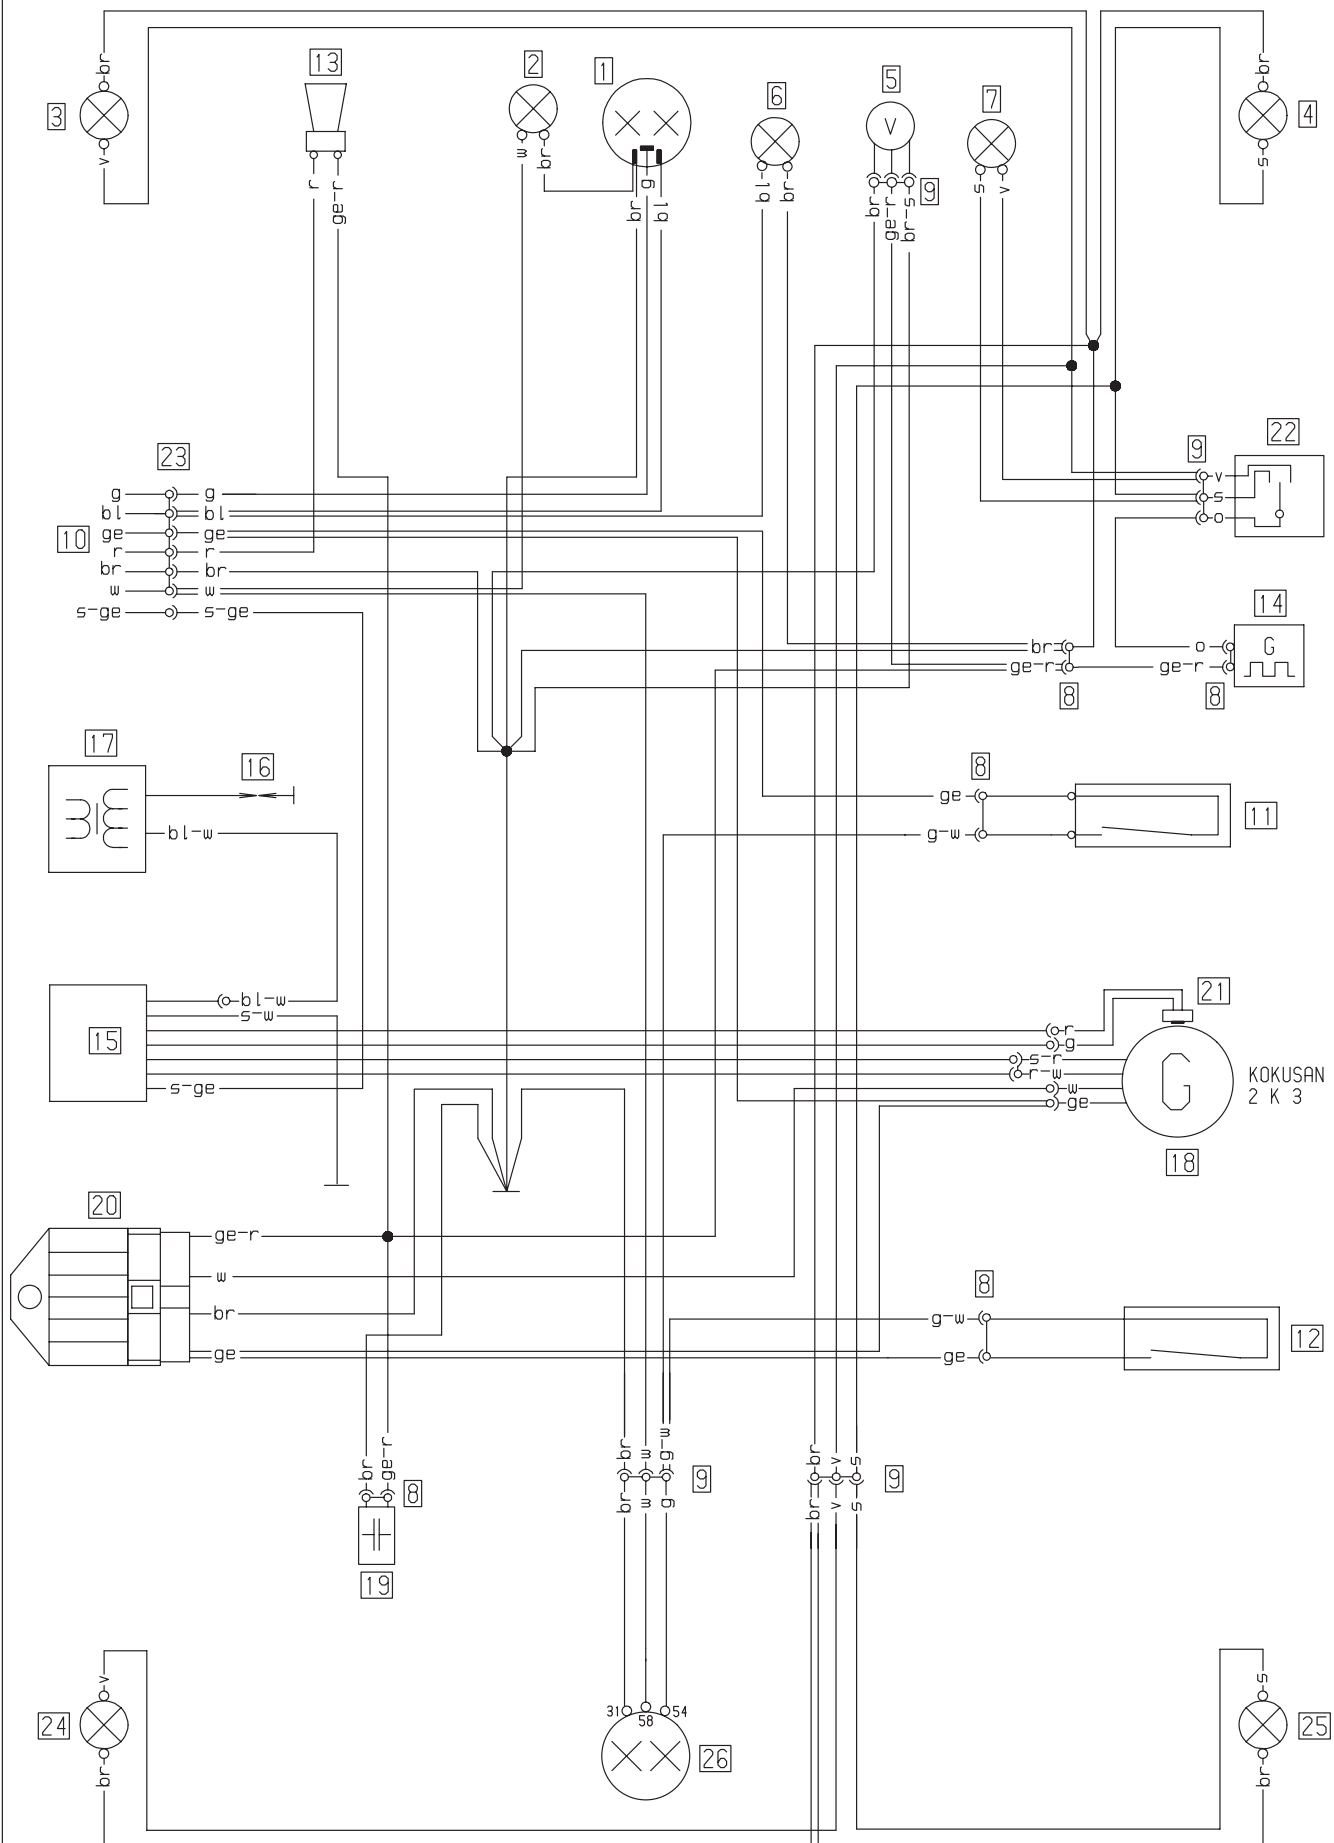 br
br
13
2
1
5
6
7
3
4
V
v
s
w
br
r
ge-r
g
br
bl
bl
br
9
br
ge-r
br-s
s
v
23
9
22
g
g
v
bl
bl
s
10
ge
ge
o
r
r
br
br
w
w
s-ge
s-ge
14
br
o
G
ge-r
ge-r
8
8
17
16
8
ge
11
bl-w
g-w
21
bl-w
s-w
r
15
g
s-r
r-w
KOKUSAN
2 K 3
G
s-ge
w
ge
18
20
ge-r
w
8
br
g-w
12
ge
ge
br
ge-r
8
br
w
g-w
9
br
v
s
9
br
w
g
br
v
s
19
v
s
24
31
58
54
25
26
br
br